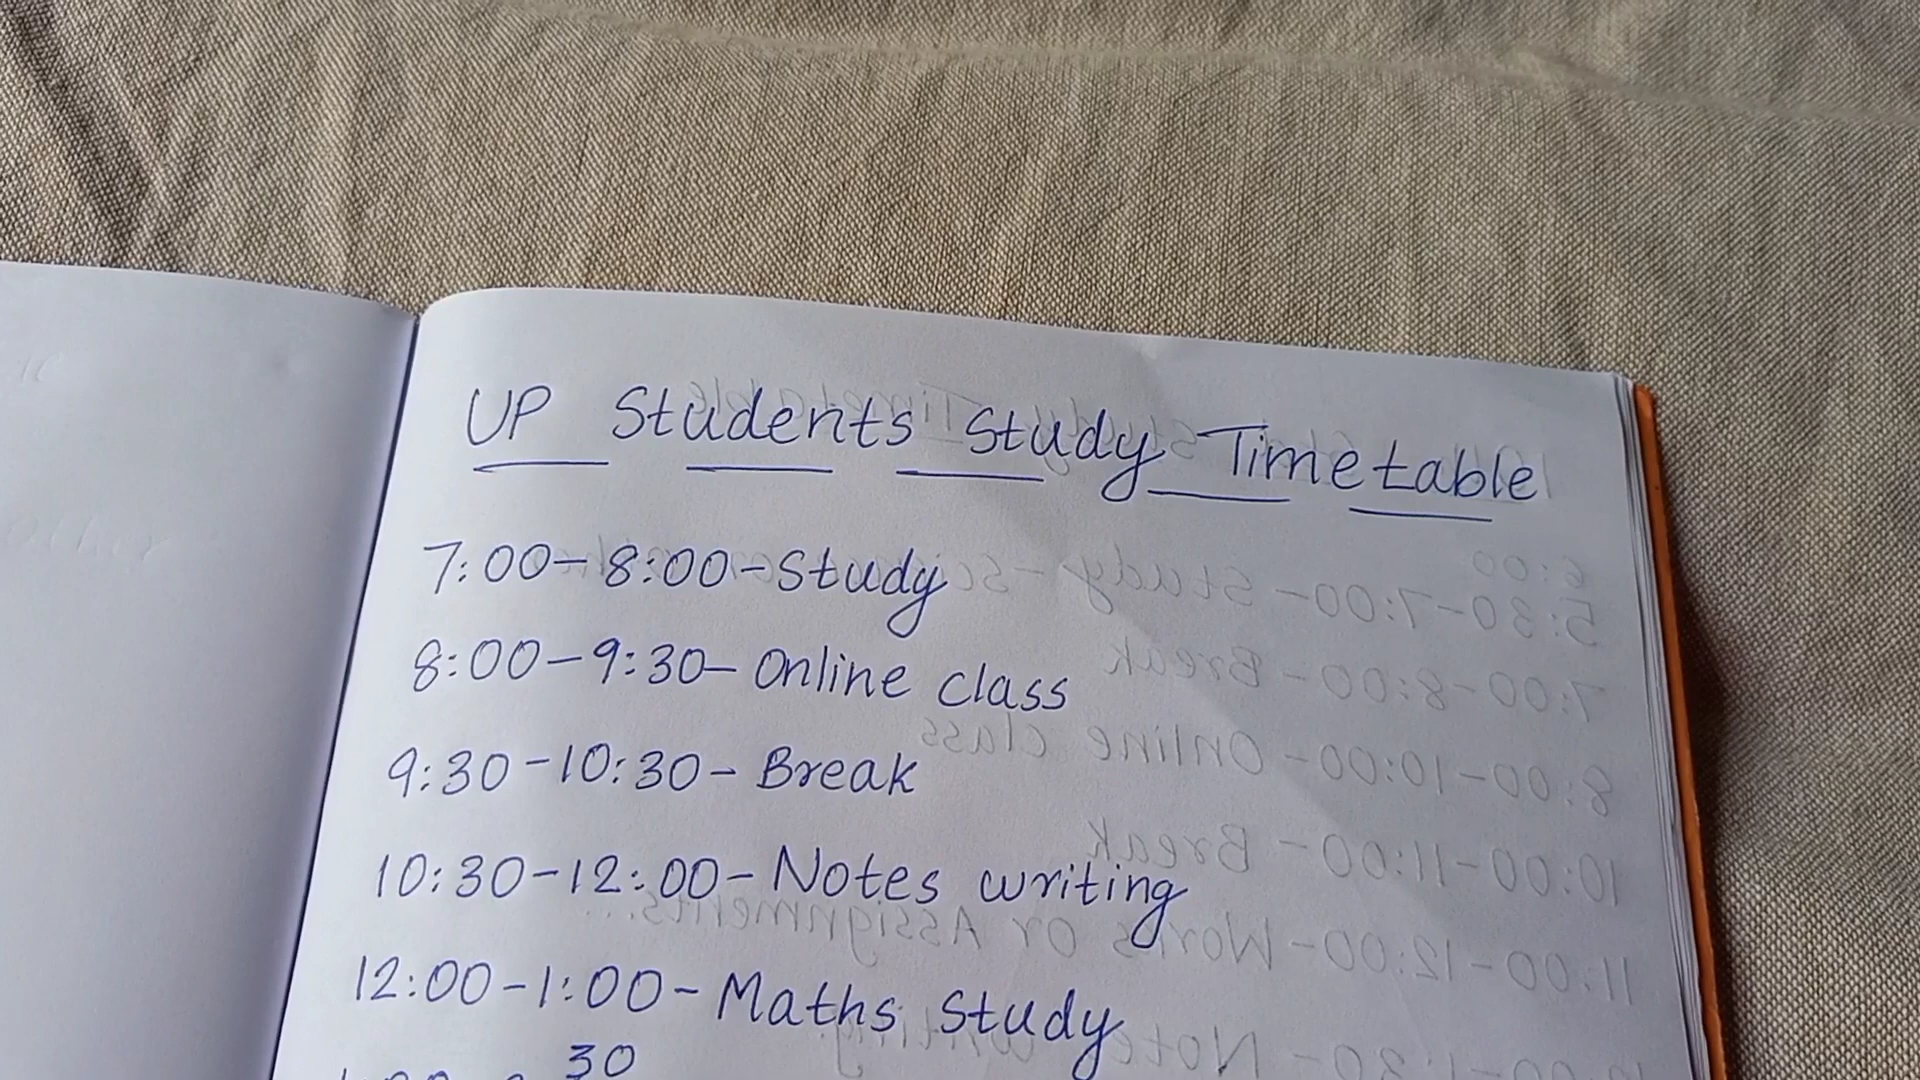 UP Students Study Timetable
7:00-8:00-Study
8:00-9:30-Online class
9:30-10:30-Break
10:30-12:00-Notes writing
12:00-1:00-Maths Study
30